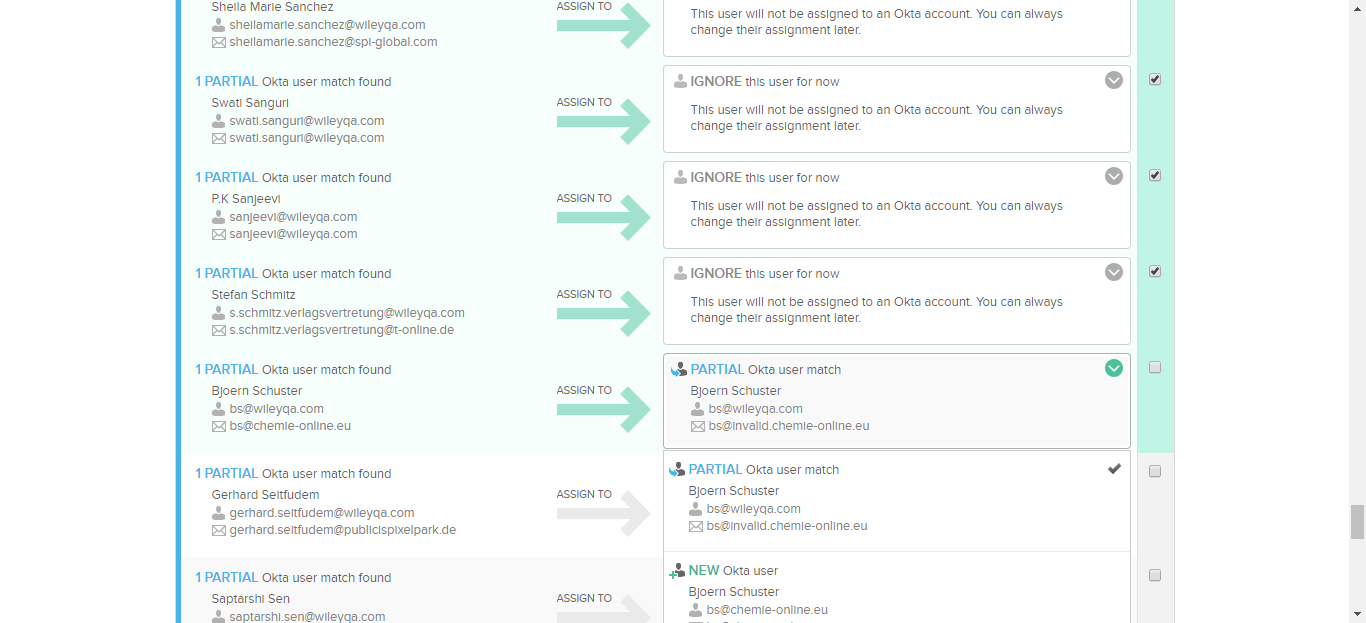 Sheila Marie Sanchez
sheilamarie.sanchez@wileyqa.com
sheilamarie.sanchez@spi-global.com
ASSIGN TO
This user will not be assigned to an Okta account. You can always
change their assignment later.
1 PARTIAL Okta user match found
Swati Sanguri
swati.sanguri@wileyqa.com
swati.sanguri@wileyqa.com
ASSIGN TO
IGNORE this user for now
This user will not be assigned to an Okta account. You can always
change their assignment later.
1 PARTIAL Okta user match found
P.K Sanjeevi
sanjeevi@wileyqa.com
sanjeevi@wileyqa.com
ASSIGN TO
IGNORE this user for now
This user will not be assigned to an Okta account. You can always
change their assignment later.
1 PARTIAL Okta user match found
Stefan Schmitz
s.schmitz.verlagsvertretung@wileyqa.com
s.schmitz.verlagsvertretung@t-online.de
ASSIGN TO
IGNORE this user for now
This user will not be assigned to an Okta account. You can always
change their assignment later.
1 PARTIAL Okta user match found
Bjoern Schuster
bs@wileyqa.com
bs@chemie-online.eu
ASSIGN TO
PARTIAL Okta user match
Bjoern Schuster
bs@wileyqa.com
bs@invalid.chemie-online.eu
1 PARTIAL Okta user match found
Gerhard Seitfudem
gerhard.seitfudem@wileyqa.com
gerhard.seitfudem@publicispixelpark.de
ASSIGN TO
PARTIAL Okta user match
Bjoern Schuster
bs@wileyqa.com
bs@invalid.chemie-online.eu
1 PARTIAL Okta user match found
Saptarshi Sen
saptarshi.sen@wileyqa.com
ASSIGN TO
NEW Okta user
Bjoern Schuster
bs@chemie-online.eu